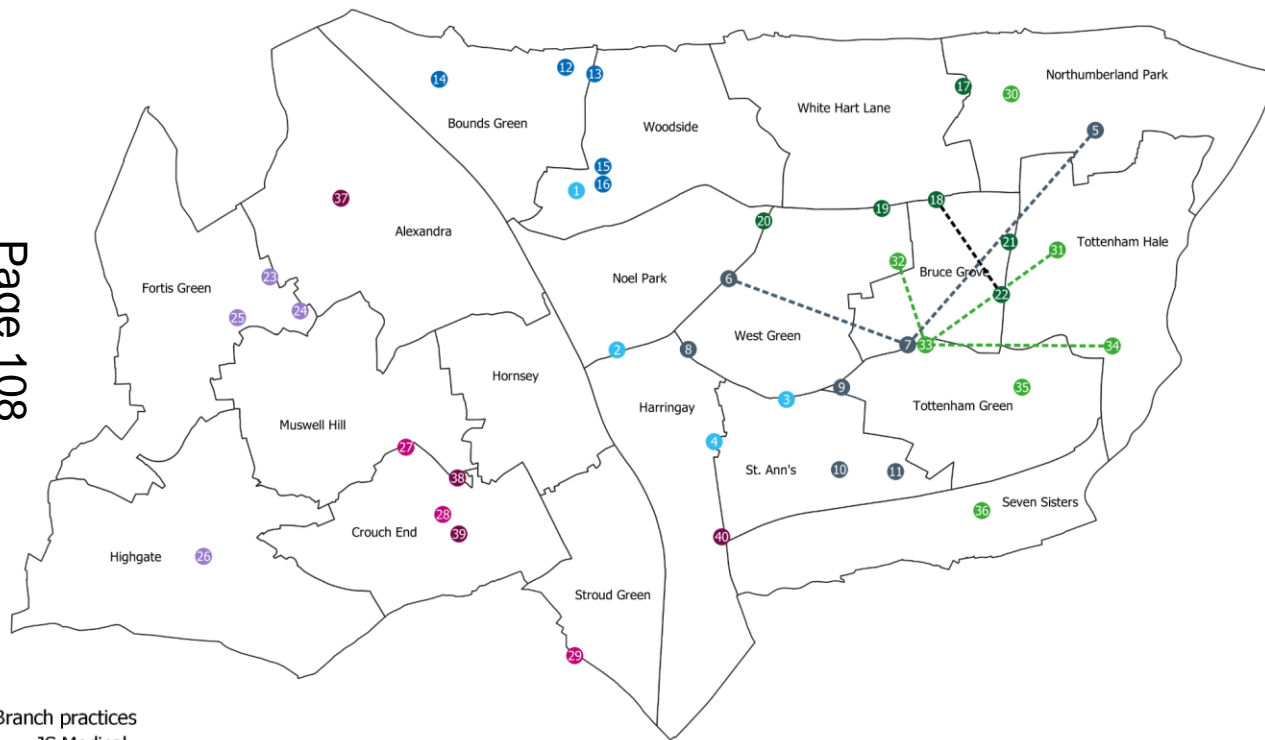 Page 108
12
13
14
Northumberland Park
17
30
White Hart Lane
Bounds Green
Woodside
5
15
16
1
37
18
19
20
Alexandra
21
Tottenham Hale
31
32
23
Bruce Grove
Noel Park
6
Fortis Green
22
24
25
West Green
7
33
34
2
8
Hornsey
9
35
3
Harringay
Tottenham Green
Muswell Hill
4
27
St. Ann's
10
11
38
Seven Sisters
28
36
Crouch End
39
40
Highgate
26
Stroud Green
29
Branch practices